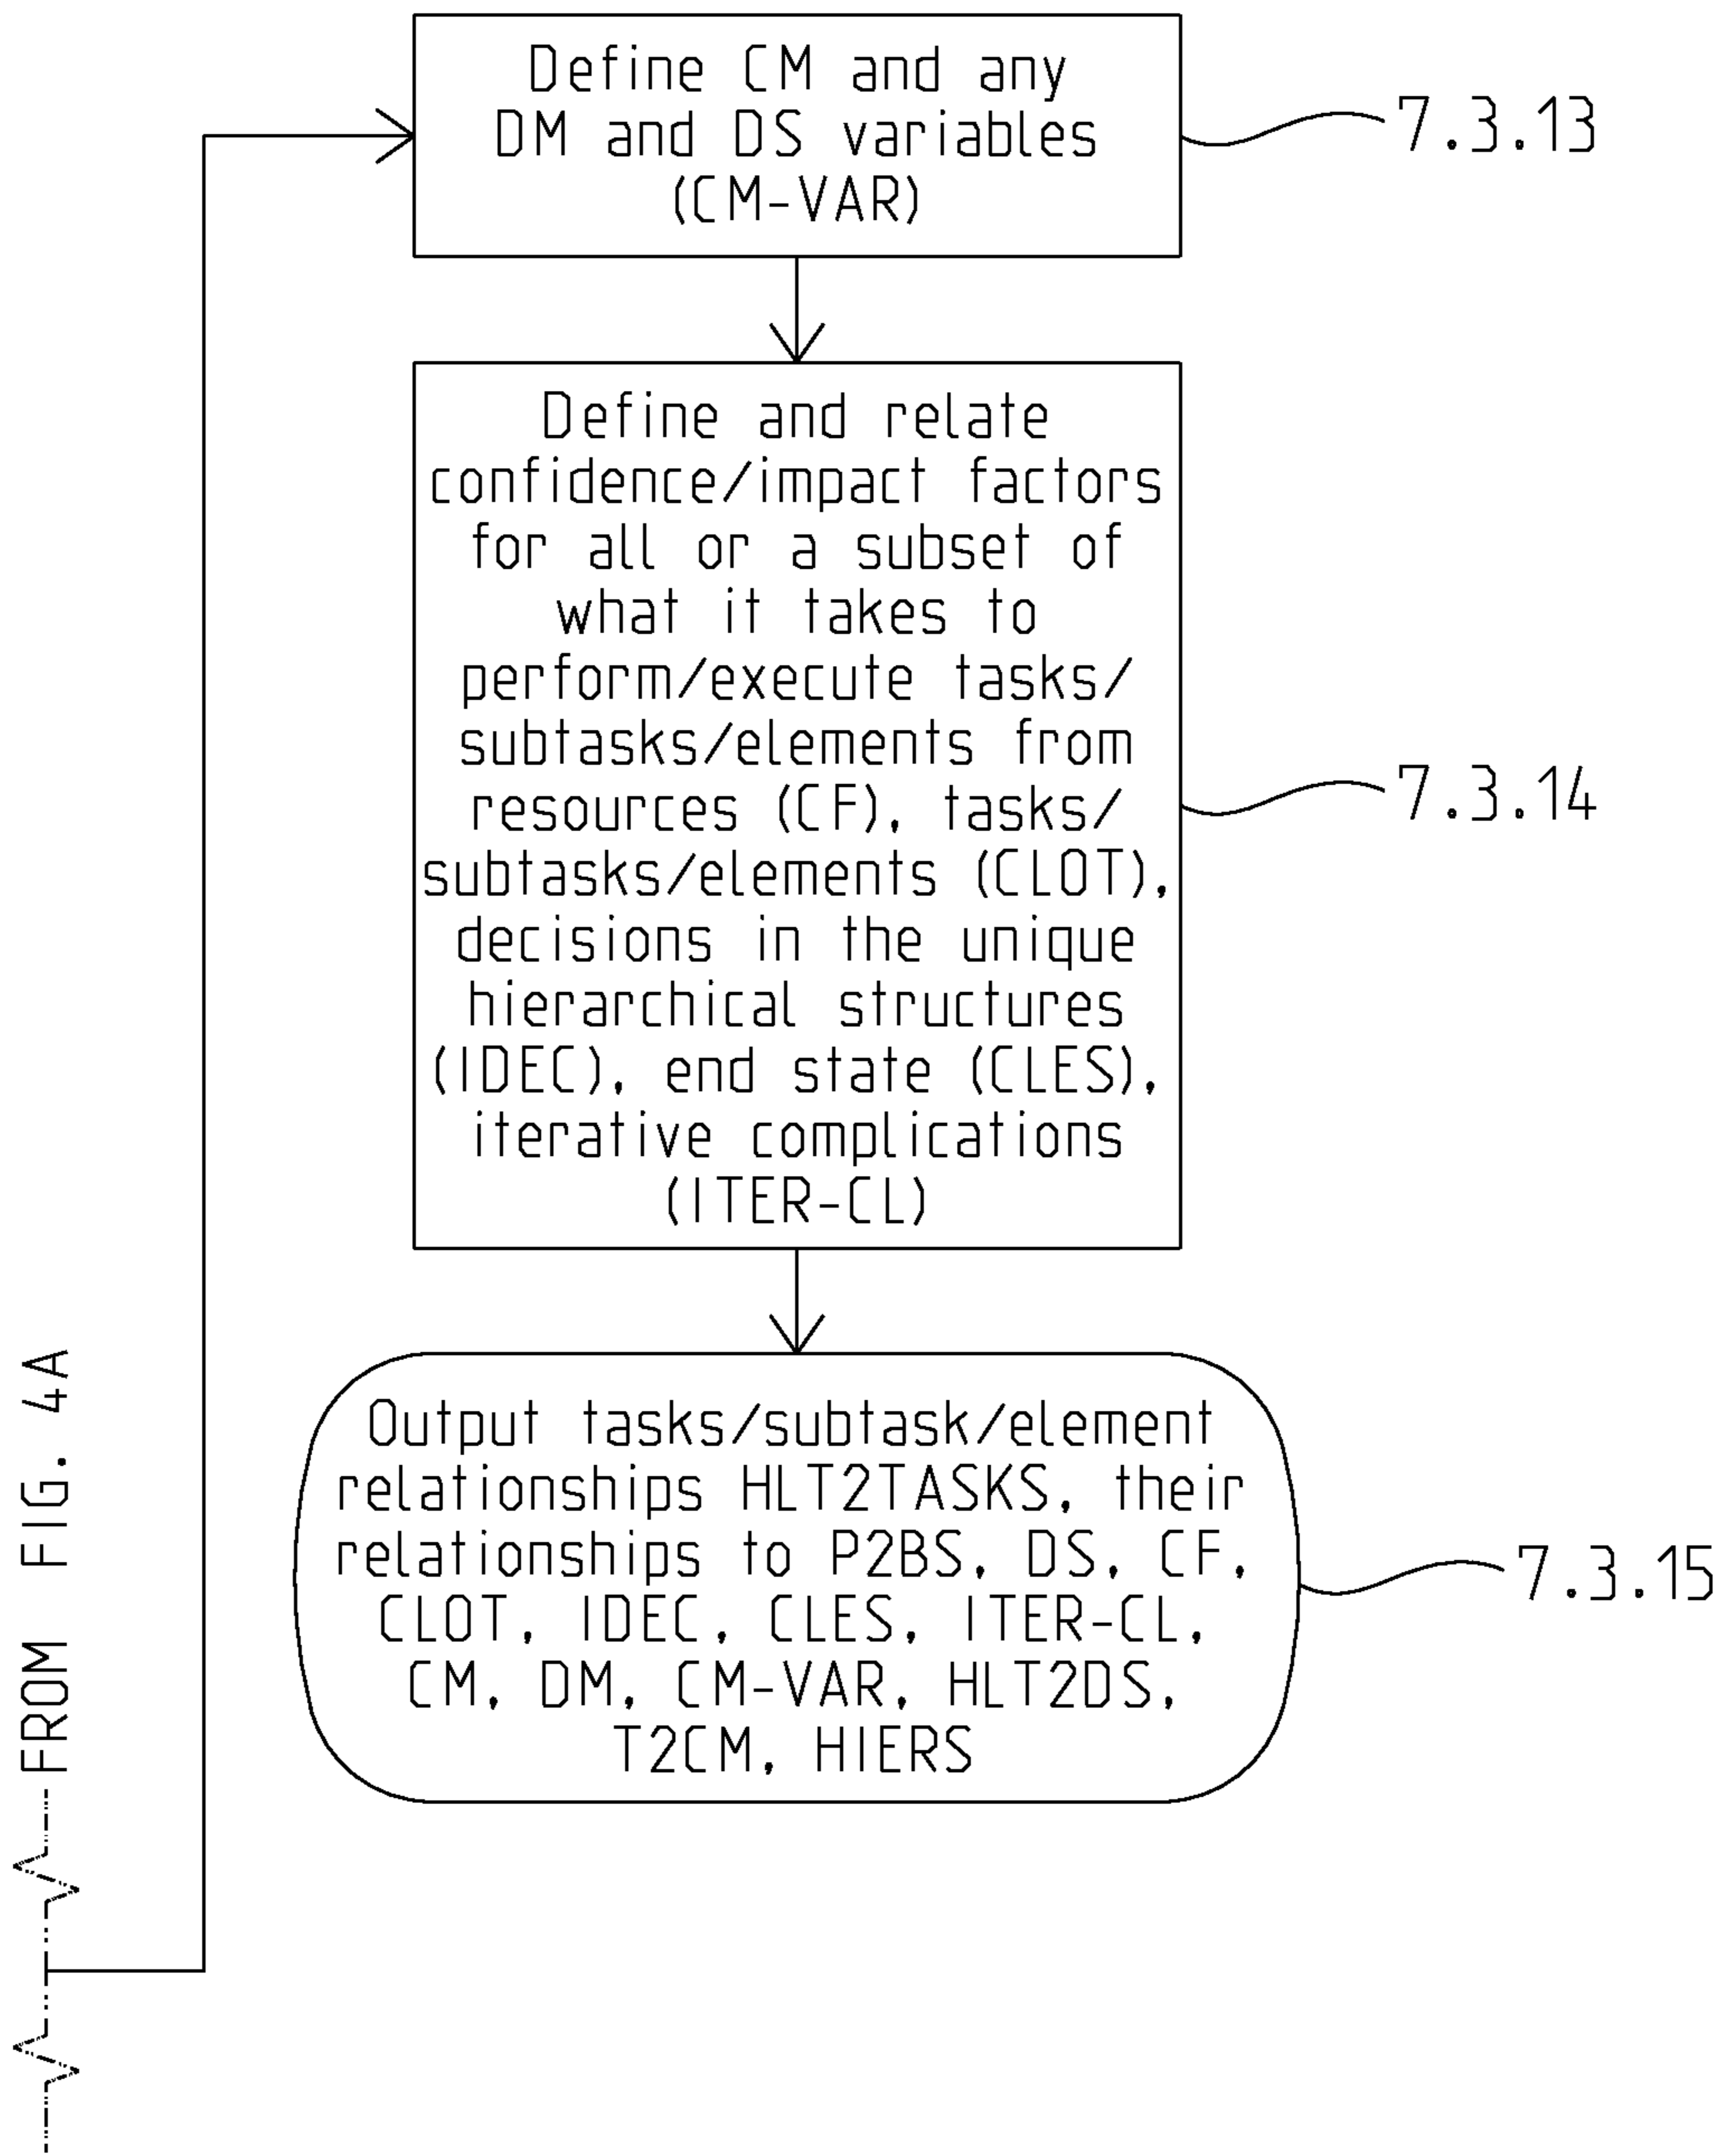 Define CM and any
DM and DS variables
(CM-VAR)
7.3.13
Define and relate
confidence/impact factors
for all or a subset of
what it takes to
perform/execute tasks/
subtasks/elements from
resources (CF), tasks/
subtasks/elements (CLOT),
decisions in the unique
hierarchical structures
(IDEC), end state (CLES),
iterative complications
(ITER-CL)
7.3.14
Output tasks/subtask/element
relationships HLT2TASKS, their
relationships to P2BS, DS, CF,
CLOT, IDEC, CLES, ITER-CL,
CM, DM, CM-VAR, HLT2DS,
T2CM, HIERS
7.3.15
FROM FIG. 4A